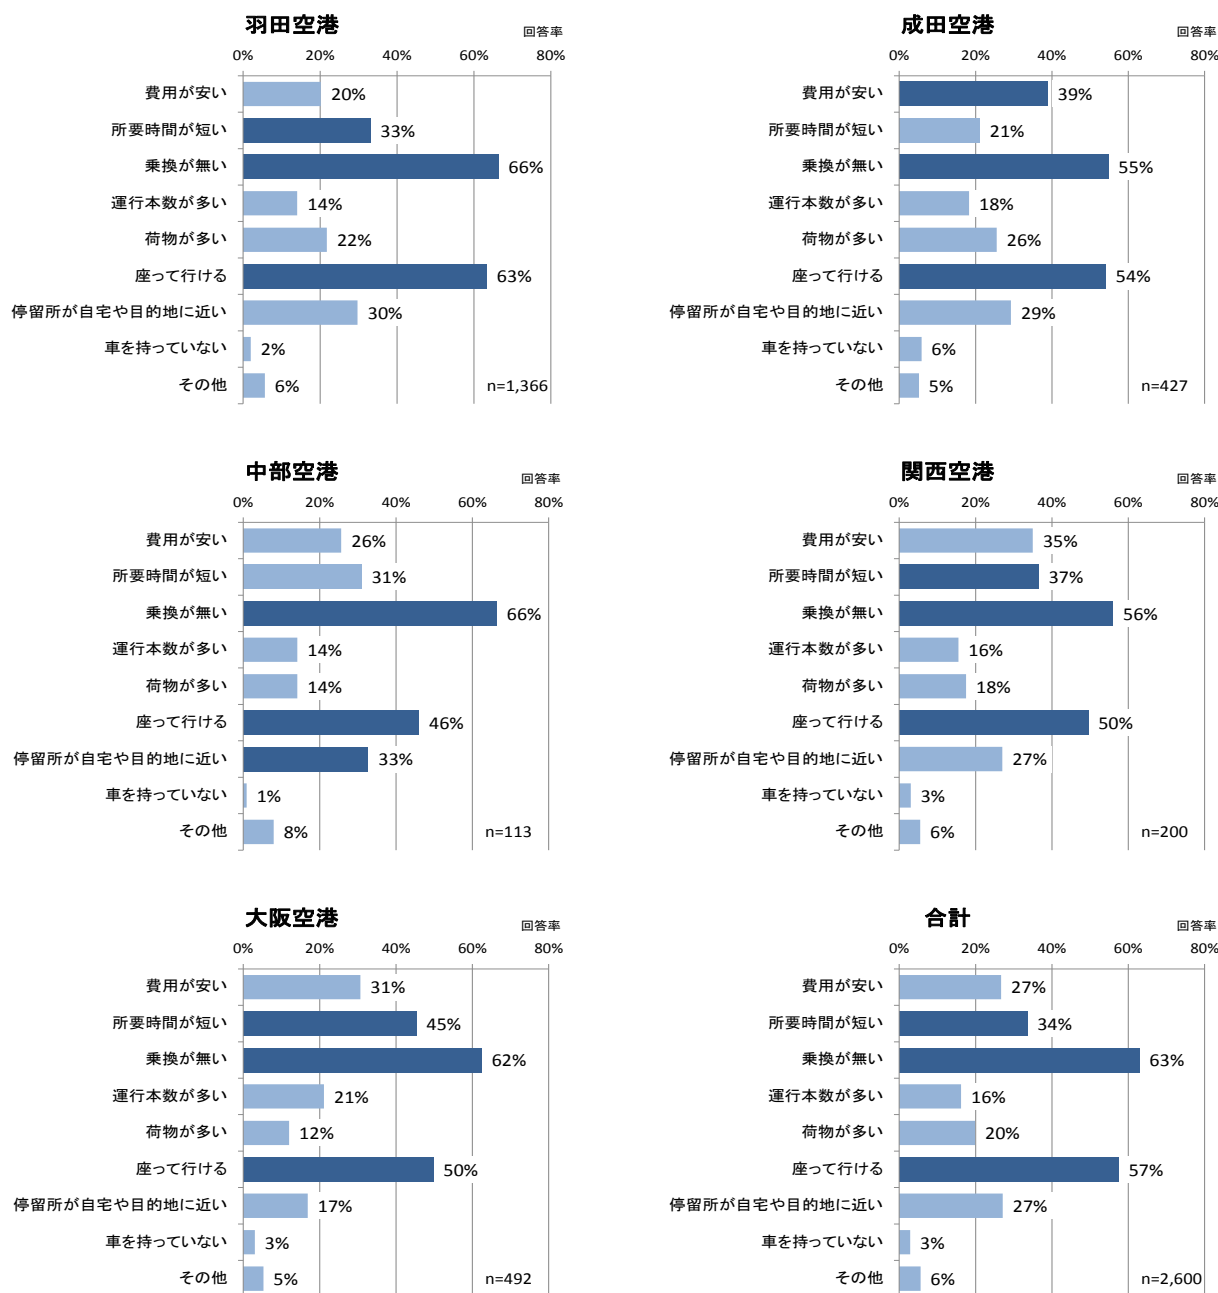 羽田空港
回答率
0% 20% 40% 60% 80%
費用が安い 20%
所要時間が短い 33%
乗換が無い 66%
運行本数が多い 14%
荷物が多い 22%
座って行ける 63%
停留所が自宅や目的地に近い 30%
車を持っていない 2%
その他 6%
n=1,366
成田空港
回答率
0% 20% 40% 60% 80%
費用が安い 39%
所要時間が短い 21%
乗換が無い 55%
運行本数が多い 18%
荷物が多い 26%
座って行ける 54%
停留所が自宅や目的地に近い 29%
車を持っていない 6%
その他 5%
n=427
中部空港
回答率
0% 20% 40% 60% 80%
費用が安い 26%
所要時間が短い 31%
乗換が無い 66%
運行本数が多い 14%
荷物が多い 14%
座って行ける 46%
停留所が自宅や目的地に近い 33%
車を持っていない 1%
その他 8%
n=113
関西空港
回答率
0% 20% 40% 60% 80%
費用が安い 35%
所要時間が短い 37%
乗換が無い 56%
運行本数が多い 16%
荷物が多い 18%
座って行ける 50%
停留所が自宅や目的地に近い 27%
車を持っていない 3%
その他 6%
n=200
大阪空港
回答率
0% 20% 40% 60% 80%
費用が安い 31%
所要時間が短い 45%
乗換が無い 62%
運行本数が多い 21%
荷物が多い 12%
座って行ける 50%
停留所が自宅や目的地に近い 17%
車を持っていない 3%
その他 5%
n=492
合計
回答率
0% 20% 40% 60% 80%
費用が安い 27%
所要時間が短い 34%
乗換が無い 63%
運行本数が多い 16%
荷物が多い 20%
座って行ける 57%
停留所が自宅や目的地に近い 27%
車を持っていない 3%
その他 6%
n=2,600